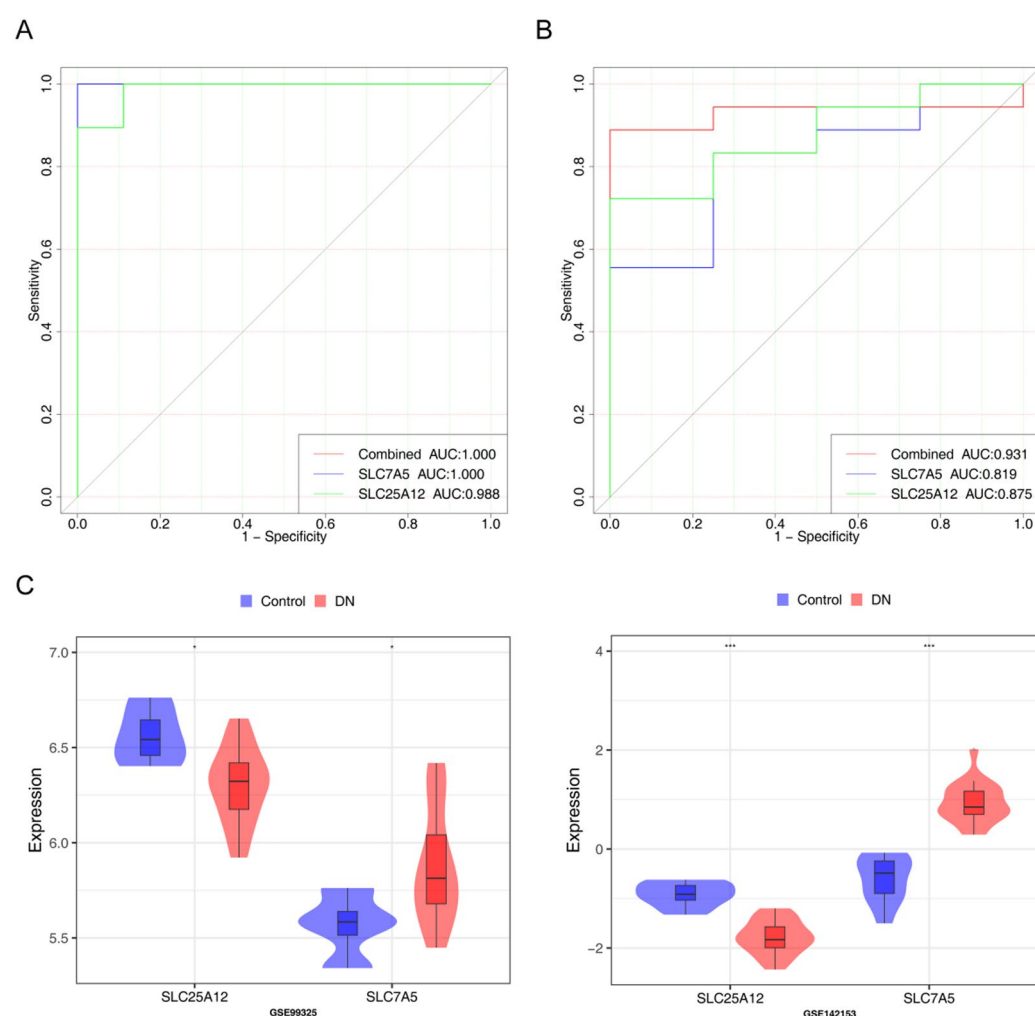 A
B
1.0
0.8
0.6
0.4
0.2
0.0
Sensitivity
Combined AUC:1.000
SLC7A5 AUC:1.000
SLC25A12 AUC:0.988
0.0 0.2 0.4 0.6 0.8 1.0
1 − Specificity
1.0
0.8
0.6
0.4
0.2
0.0
Sensitivity
Combined AUC:0.931
SLC7A5 AUC:0.819
SLC25A12 AUC:0.875
0.0 0.2 0.4 0.6 0.8 1.0
1 − Specificity
C
Control DN
7.0
6.5
6.0
5.5
Expression
* *
SLC25A12 SLC7A5
GSE99325
Control DN
4
2
0
−2
Expression
*** ***
SLC25A12 SLC7A5
GSE142153